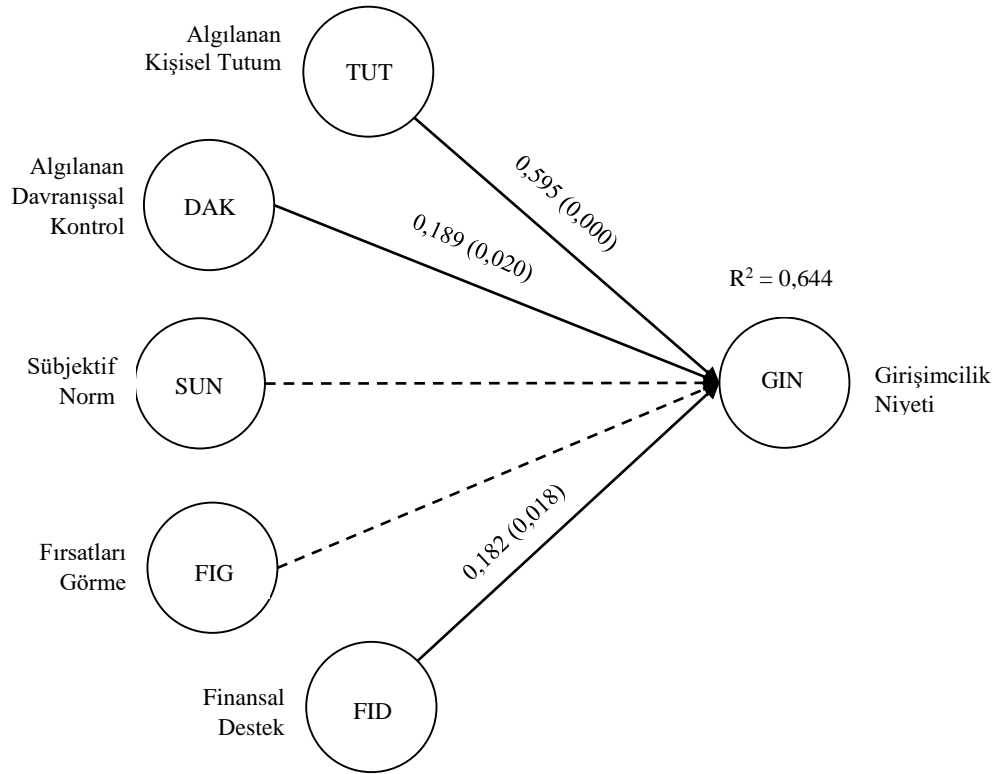 Algılanan
Kişisel Tutum
TUT
Algılanan
Davranışsal
Kontrol
DAK
0,595 (0,000)
0,189 (0,020)
R² = 0,644
Sübjektif
Norm
SUN
GIN
Girişimcilik
Niyeti
Fırsatları
Görme
FIG
0,182 (0,018)
Finansal
Destek
FID